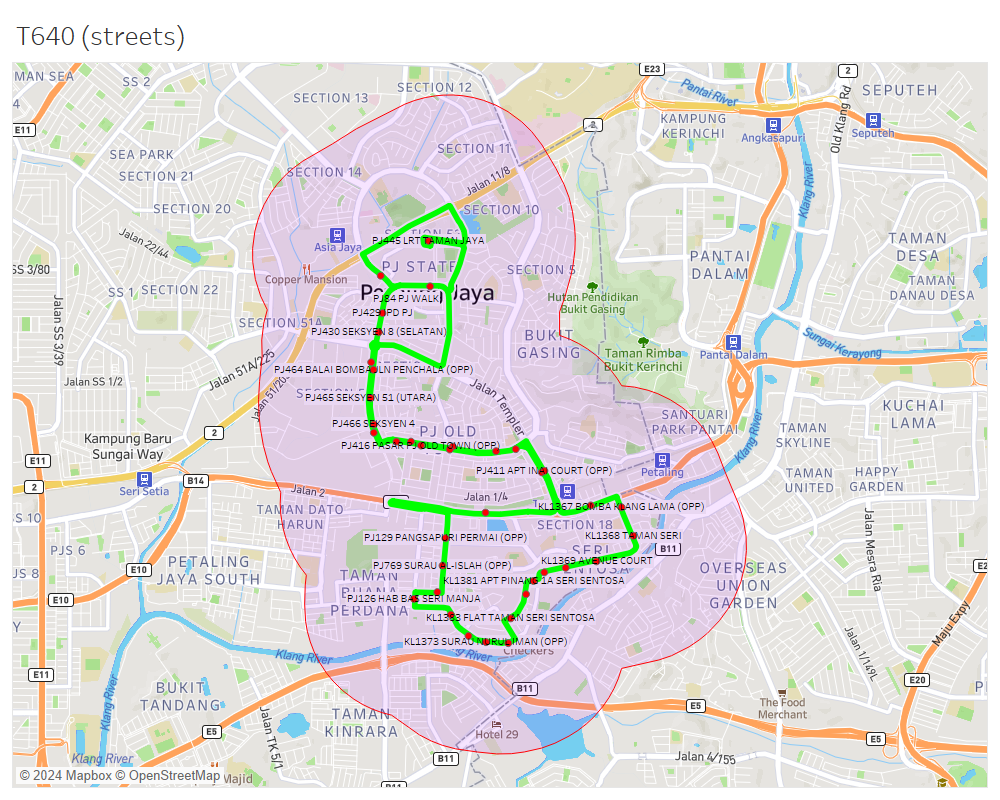 T640 (streets)
MAN SEA
SS 2
SECTION 12
SECTION 13
E23
2
Pantai River
SEPUTEH
E11
SECTION 11
2
KAMPUNG
KERINCHI
Angkasapuri
Old Klang Rd
Seputeh
SEA PARK
SECTION 21
SECTION 14
Jalan 11/8
Klang River
SECTION 20
SECTION 10
Jalan 22/44
Asia Jaya
PJ445 LRT TAMAN JAYA
TAMAN
DESA
SS 3/80
Copper Mansion
PJ STATE
SECTION 5
PANTAI
DALAM
TAMAN
DANAU DESA
SS 1
SECTION 22
PJ84 PJ WALK
Hutan Pendidikan
Bukit Gasing
Jalan SS 3/39
SECTION 51A
PJ430 SEKSYEN 8 (SELATAN)
BUKIT
GASING
Sungai Kerayong
Pantai Dalam
Taman Rimba
Bukit Kerinchi
Jalan 51A/225
PJ464 BALAI BOMBA JLN PENCHALA (OPP)
Jalan SS 1/2
PJ465 SEKSYEN 51 (UTARA)
Jalan Templer
KUCHAI
LAMA
SANTUARI
PARK PANTAI
Klang River
PJ466 SEKSYEN 4
PJ OLD
TAMAN
SKYLINE
Kampung Baru
Sungai Way
2
PJ416 PASAR PJ OLD TOWN (OPP)
E11
Petaling
PJ411 APT INAI COURT (OPP)
TAMAN
UNITED
HAPPY
GARDEN
Seri Setia
B14
2
Jalan 2
Jalan 1/4
KL1367 BOMBA KLANG LAMA (OPP)
TAMAN DATO
HARUN
S 10
SECTION 18
PJ129 PANGSAPURI PERMAI (OPP)
KL1368 TAMAN SERI
B11
PJS 6
SERI
SENTOSA
KL1369 AVENUE COURT
Jalan Mesra Ria
PETALING
JAYA SOUTH
PJ769 SURAU AL-ISLAH (OPP)
E10
E2
JS 8
TAMAN
KL1381 APT PINANG 1A SERI SENTOSA
OVERSEAS
UNION
GARDEN
E10
PERDANA
PJ126 HAB BAS SERI MANJA
KL1393 FLAT TAMAN SERI SENTOSA
Maju Expy
KL1373 SURAU NURUL IMAN (OPP)
Checkers
Klang River
Jalan 1/149L
E11
Klang River
BUKIT
TANDANG
B11
E20
The Food
Merchant
E5
TAMAN
KINRARA
E5
Jalan TK 5/1
Hotel 29
E5
Klang River
B11
Jalan 4/155
© 2024 Mapbox © OpenStreetMap
Masjid
B11